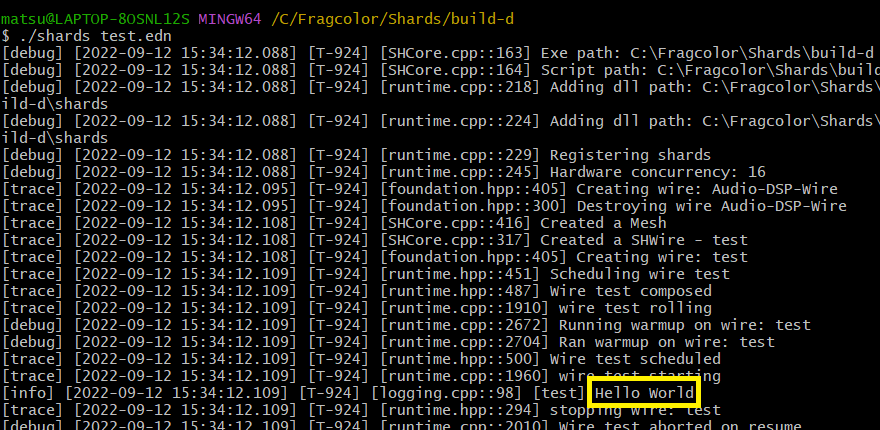 matsu@LAPTOP-8OSNL12S MINGW64 /C/Fragcolor/Shards/build-d
$ ./shards test.edn
[debug] [2022-09-12 15:34:12.088] [T-924] [SHCore.cpp::163] Exe path: C:\Fragcolor\Shards\build-d
[debug] [2022-09-12 15:34:12.088] [T-924] [SHCore.cpp::164] Script path: C:\Fragcolor\Shards\build
[debug] [2022-09-12 15:34:12.088] [T-924] [runtime.cpp::218] Adding dll path: C:\Fragcolor\Shards\
ild-d\shards
[debug] [2022-09-12 15:34:12.088] [T-924] [runtime.cpp::224] Adding dll path: C:\Fragcolor\Shards\
ild-d\shards
[debug] [2022-09-12 15:34:12.088] [T-924] [runtime.cpp::229] Registering shards
[debug] [2022-09-12 15:34:12.088] [T-924] [runtime.cpp::245] Hardware concurrency: 16
[trace] [2022-09-12 15:34:12.095] [T-924] [foundation.hpp::405] Creating wire: Audio-DSP-Wire
[trace] [2022-09-12 15:34:12.095] [T-924] [foundation.hpp::300] Destroying wire Audio-DSP-Wire
[trace] [2022-09-12 15:34:12.108] [T-924] [SHCore.cpp::416] Created a Mesh
[trace] [2022-09-12 15:34:12.108] [T-924] [SHCore.cpp::317] Created a SHWire - test
[trace] [2022-09-12 15:34:12.108] [T-924] [foundation.hpp::405] Creating wire: test
[trace] [2022-09-12 15:34:12.109] [T-924] [runtime.hpp::451] Scheduling wire test
[trace] [2022-09-12 15:34:12.109] [T-924] [runtime.hpp::487] Wire test composed
[trace] [2022-09-12 15:34:12.109] [T-924] [runtime.cpp::1910] wire test rolling
[debug] [2022-09-12 15:34:12.109] [T-924] [runtime.cpp::2672] Running warmup on wire: test
[debug] [2022-09-12 15:34:12.109] [T-924] [runtime.cpp::2704] Ran warmup on wire: test
[trace] [2022-09-12 15:34:12.109] [T-924] [runtime.hpp::500] Wire test scheduled
[trace] [2022-09-12 15:34:12.109] [T-924] [runtime.cpp::1960] wire test starting
[info] [2022-09-12 15:34:12.109] [T-924] [logging.cpp::98] [test] Hello World
[trace] [2022-09-12 15:34:12.109] [T-924] [runtime.hpp::294] stopping wire: test
[debug] [2022-09-12 15:34:12.109] [T-924] [runtime.cpp::2010] Wire test aborted on resume